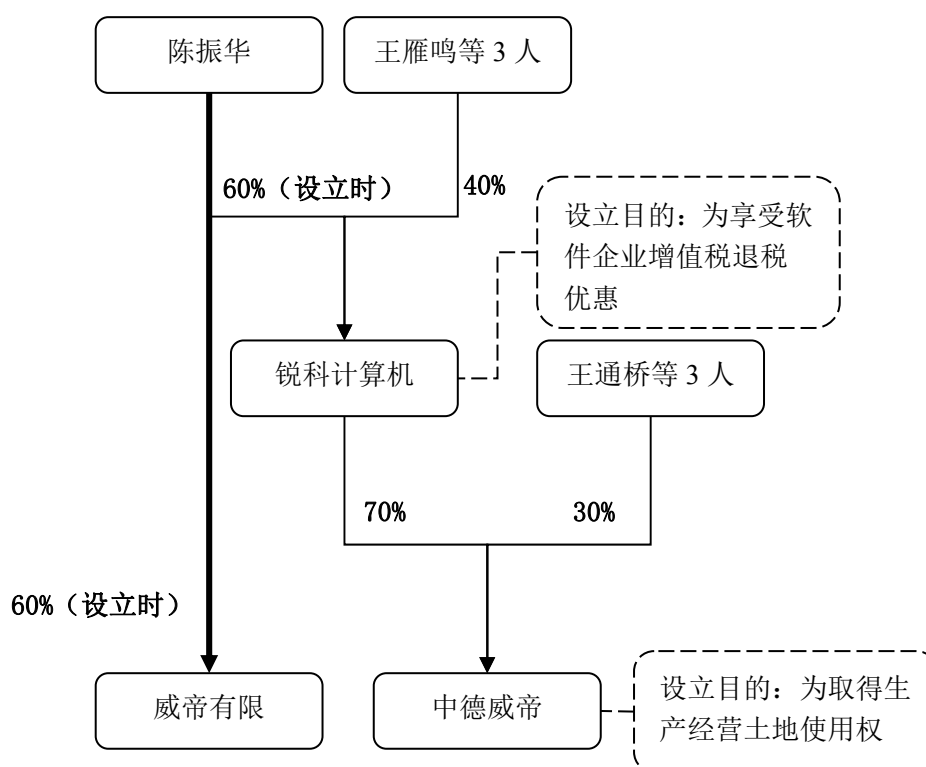 陈振华
王雁鸣等 3 人
60%（设立时）
40%
设立目的：为享受软
件企业增值税退税
优惠
锐科计算机
王通桥等 3 人
70%
30%
60%（设立时）
威帝有限
中德威帝
设立目的：为取得生
产经营土地使用权